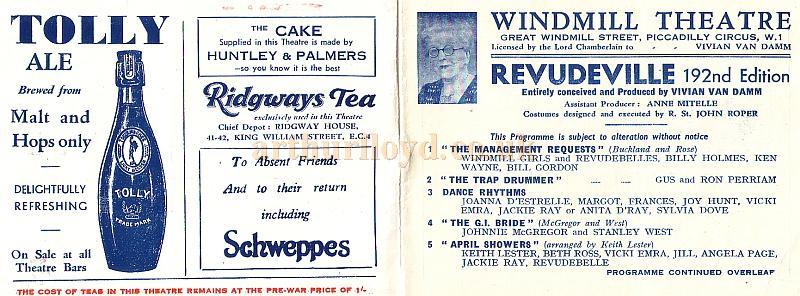 TOLLY
ALE
Brewed from
Malt and
Hops only
DELIGHTFULLY
REFRESHING
On Sale at all
Theatre Bars
TOLLY
TRADE MARK
THE CAKE
Supplied in this Theatre is made by
HUNTLEY & PALMERS
—so you know it is the best
Ridgways Tea
exclusively used in this Theatre
Chief Depot: RIDGWAY HOUSE,
41-42, KING WILLIAM STREET, E.C.4
To Absent Friends
And to their return
including
Schweppes
THE COST OF TEAS IN THIS THEATRE REMAINS AT THE PRE-WAR PRICE OF 1/-
arthurlloyd.co.uk
WINDMILL THEATRE
GREAT WINDMILL STREET, PICCADILLY CIRCUS, W.1
Licensed by the Lord Chamberlain to - - VIVIAN VAN DAMM
REVUDEVILLE 192nd Edition
Entirely conceived and Produced by VIVIAN VAN DAMM
Assistant Producer: ANNE MITELLE
Costumes designed and executed by R. St. JOHN ROPER
This Programme is subject to alteration without notice
1 "THE MANAGEMENT REQUESTS" (Buckland and Rose)
WINDMILL GIRLS and REVUDEBELLES, BILLY HOLMES, KEN
WAYNE, BILL GORDON
2 "THE TRAP DRUMMER" ..... ..... GUS and RON PERRIAM
3 DANCE RHYTHMS
JOANNA D'ESTRELLE, MARGOT, FRANCES, JOY HUNT, VICKI
EMRA, JACKIE RAY or ANITA D'RAY, SYLVIA DOVE
4 "THE G.I. BRIDE" (McGregor and West)
JOHNNIE McGREGOR and STANLEY WEST
5 "APRIL SHOWERS" (arranged by Keith Lester)
KEITH LESTER, BETH ROSS, VICKI EMRA, JILL, ANGELA PAGE,
JACKIE RAY, REVUDEBELLE
PROGRAMME CONTINUED OVERLEAF